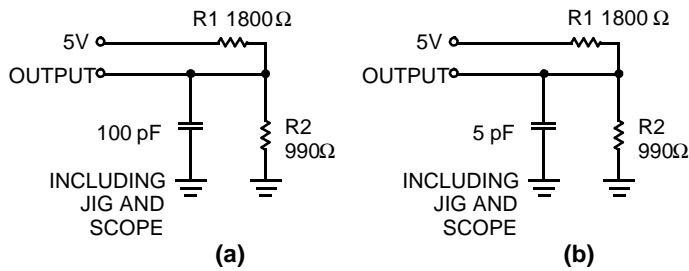 R1 1800 Ω
5V
OUTPUT
100 pF
R2
990Ω
INCLUDING
JIG AND
SCOPE
(a)
R1 1800 Ω
5V
OUTPUT
5 pF
R2
990Ω
INCLUDING
JIG AND
SCOPE
(b)